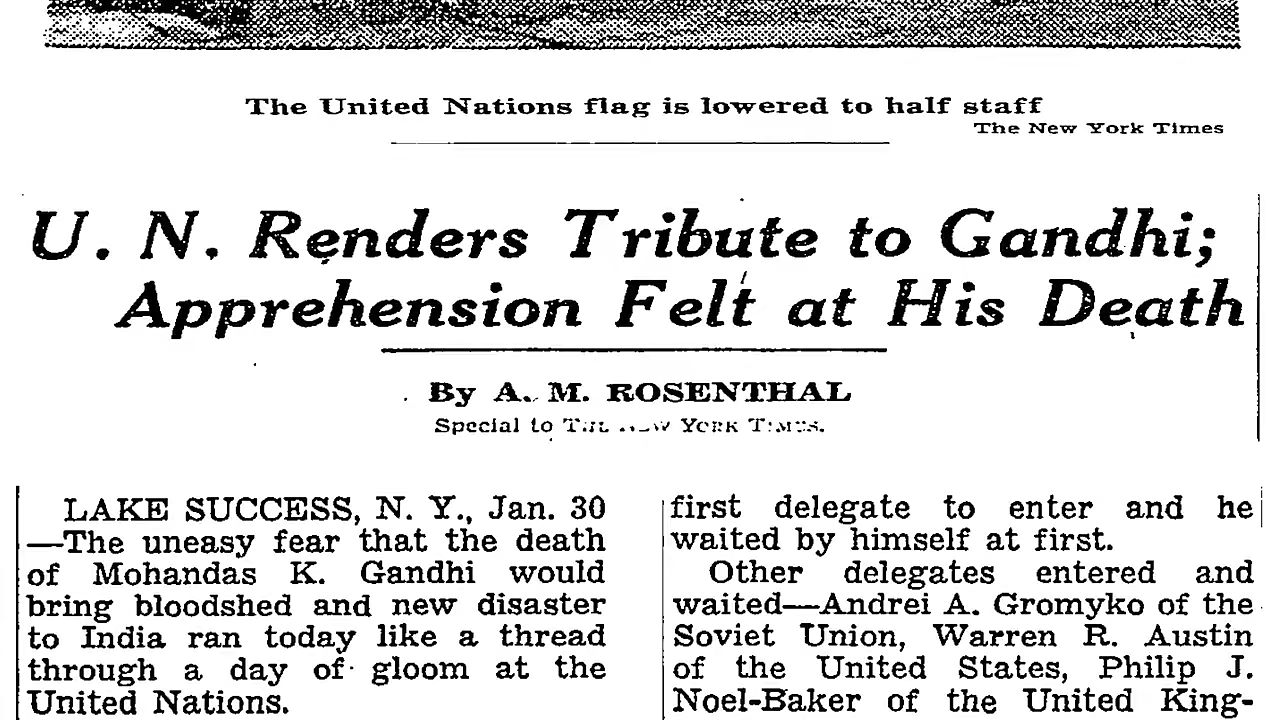 The United Nations flag is lowered to half staff
The New York Times
U. N. Renders Tribute to Gandhi;
Apprehension Felt at His Death
By A. M. ROSENTHAL
Special to THE NEW YORK TIMES.
LAKE SUCCESS, N. Y., Jan. 30
—The uneasy fear that the death
of Mohandas K. Gandhi would
bring bloodshed and new disaster
to India ran today like a thread
through a day of gloom at the
United Nations.
first delegate to enter and he
waited by himself at first.
Other delegates entered and
waited—Andrei A. Gromyko of the
Soviet Union, Warren R. Austin
of the United States, Philip J.
Noel-Baker of the United King-